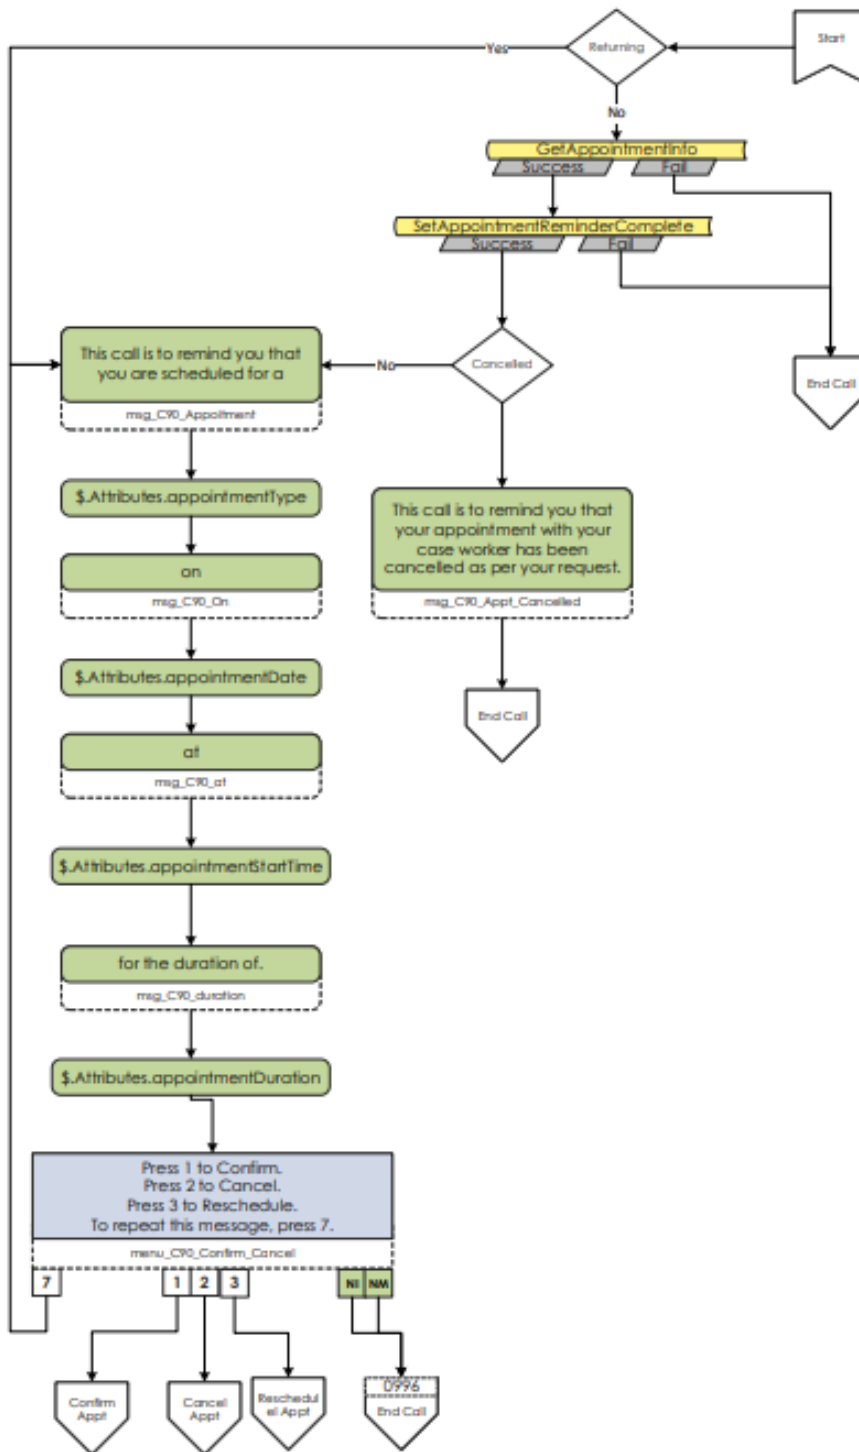 Start
Returning
Yes
No
GetAppointmentInfo
Success
Fail
SetAppointmentReminderComplete
Success
Fail
Cancelled
No
End Call
This call is to remind you that
you are scheduled for a
msg_C90_Appoitment
$.Attributes.appointmentType
on
msg_C90_On
$.Attributes.appointmentDate
at
msg_C90_at
$.Attributes.appointmentStartTime
for the duration of.
msg_C90_duration
$.Attributes.appointmentDuration
This call is to remind you that
your appointment with your
case worker has been
cancelled as per your request.
msg_C90_Appt_Cancelled
End Call
Press 1 to Confirm.
Press 2 to Cancel.
Press 3 to Reschedule.
To repeat this message, press 7.
menu_C90_Confirm_Cancel
7
1
2
3
NI
NM
Confirm
Appt
Cancel
Appt
Reschedul
el Appt
0996
End Call